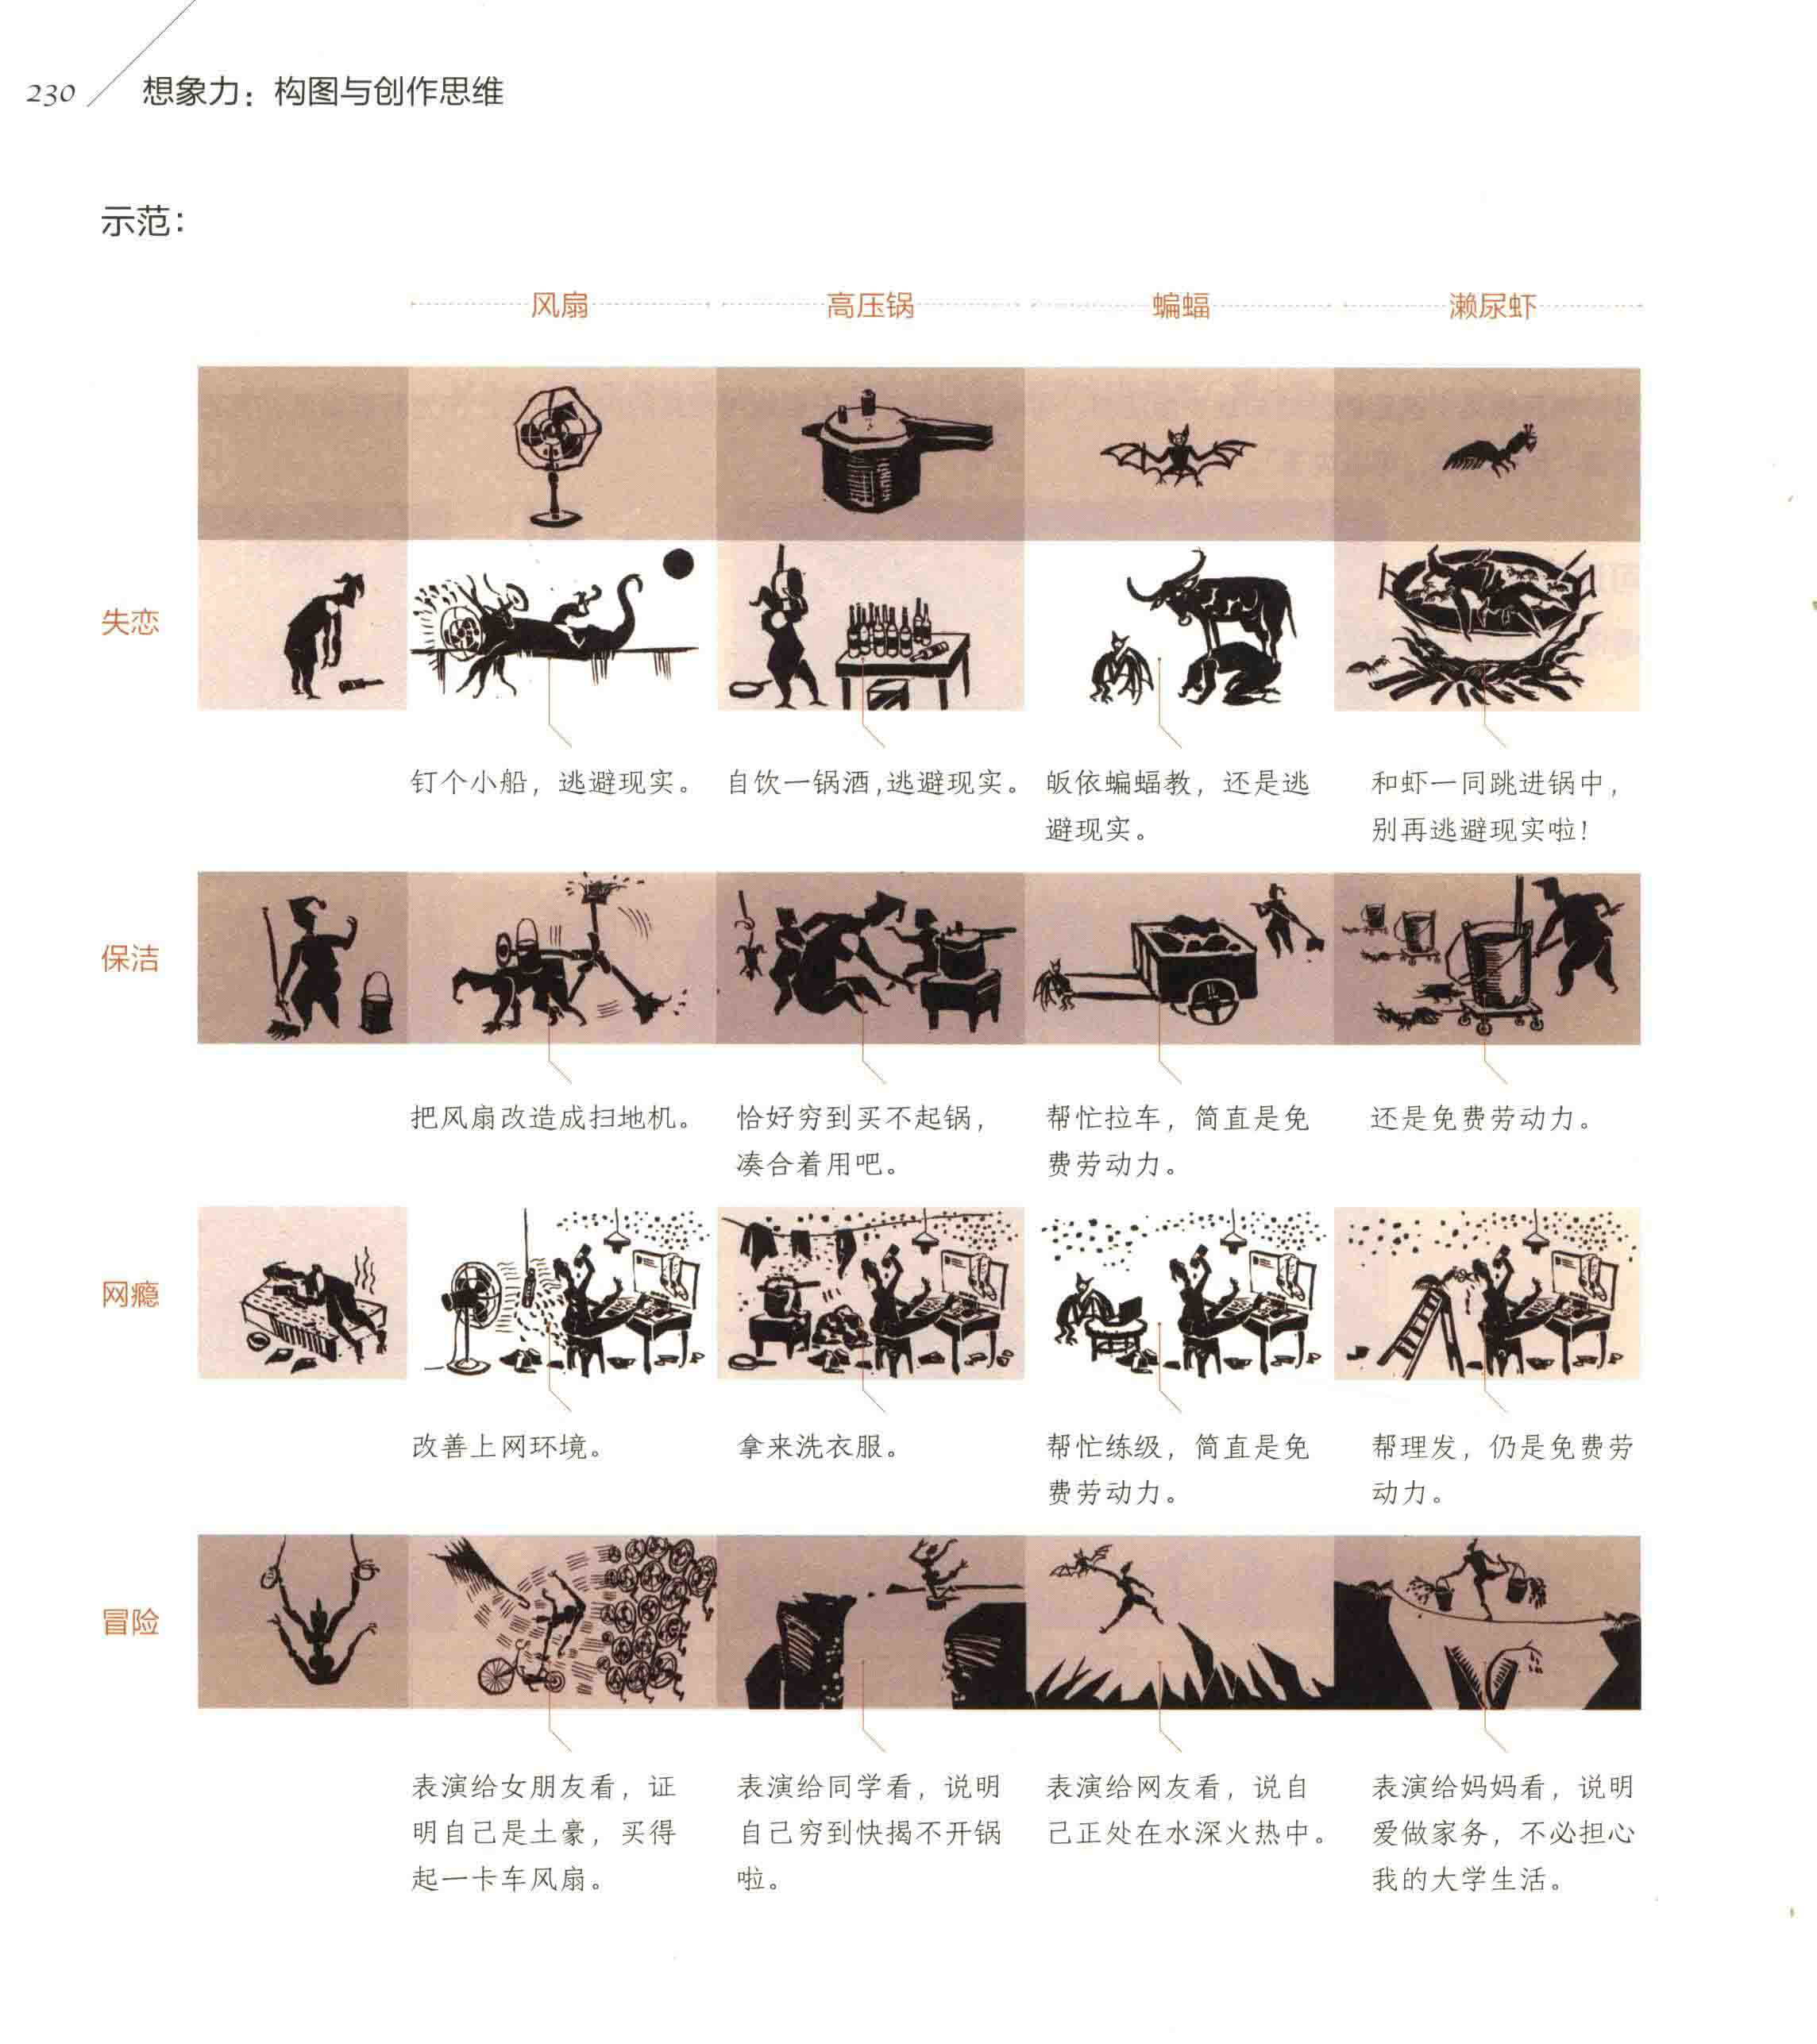 230
想象力：构图与创作思维
示范：
风扇
高压锅
蝙蝠
濑尿虾
失恋
钉个小船，逃避现实。
自饮一锅酒，逃避现实。
皈依蝙蝠教，还是逃
避现实。
和虾一同跳进锅中，
别再逃避现实啦！
保洁
把风扇改造成扫地机。
恰好穷到买不起锅，
凑合着用吧。
帮忙拉车，简直是免
费劳动力。
还是免费劳动力。
网瘾
改善上网环境。
拿来洗衣服。
帮忙练级，简直是免
费劳动力。
帮理发，仍是免费劳
动力。
冒险
表演给女朋友看，证
明自己是土豪，买得
起一卡车风扇。
表演给同学看，说明
自己穷到快揭不开锅
啦。
表演给网友看，说自
己正处在水深火热中。
表演给妈妈看，说明
爱做家务，不必担心
我的大学生活。